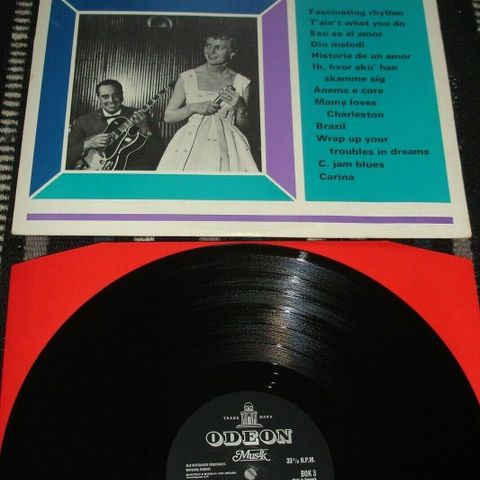 Fascinating rhythm
T'ain't what you do
Eso es el amor
Din melodi
Historia de un amor
Ih, hvor sku' han
skamme sig
Anema e core
Mamy loves
Charleston
Brazil
Wrap up your
troubles in dreams
C. jam blues
Carina
TRADE MARK
ODEON
Musik
33⅓ R.P.M.
BOK 3